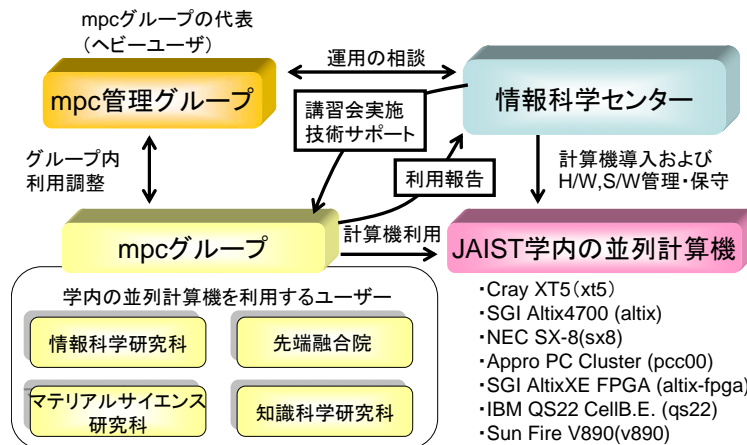 mpcグループの代表
（ヘビーユーザ）
運用の相談
mpc管理グループ
情報科学センター
講習会実施
技術サポート
グループ内
利用調整
利用報告
計算機導入および
H/W,S/W管理・保守
mpcグループ
計算機利用
JAIST学内の並列計算機
学内の並列計算機を利用するユーザー
情報科学研究科
先端融合院
マテリアルサイエンス
研究科
知識科学研究科
・Cray XT5（xt5）
・SGI Altix4700 (altix)
・NEC SX-8(sx8)
・Appro PC Cluster (pcc00)
・SGI AltixXE FPGA (altix-fpga)
・IBM QS22 CellB.E. (qs22)
・Sun Fire V890(v890)